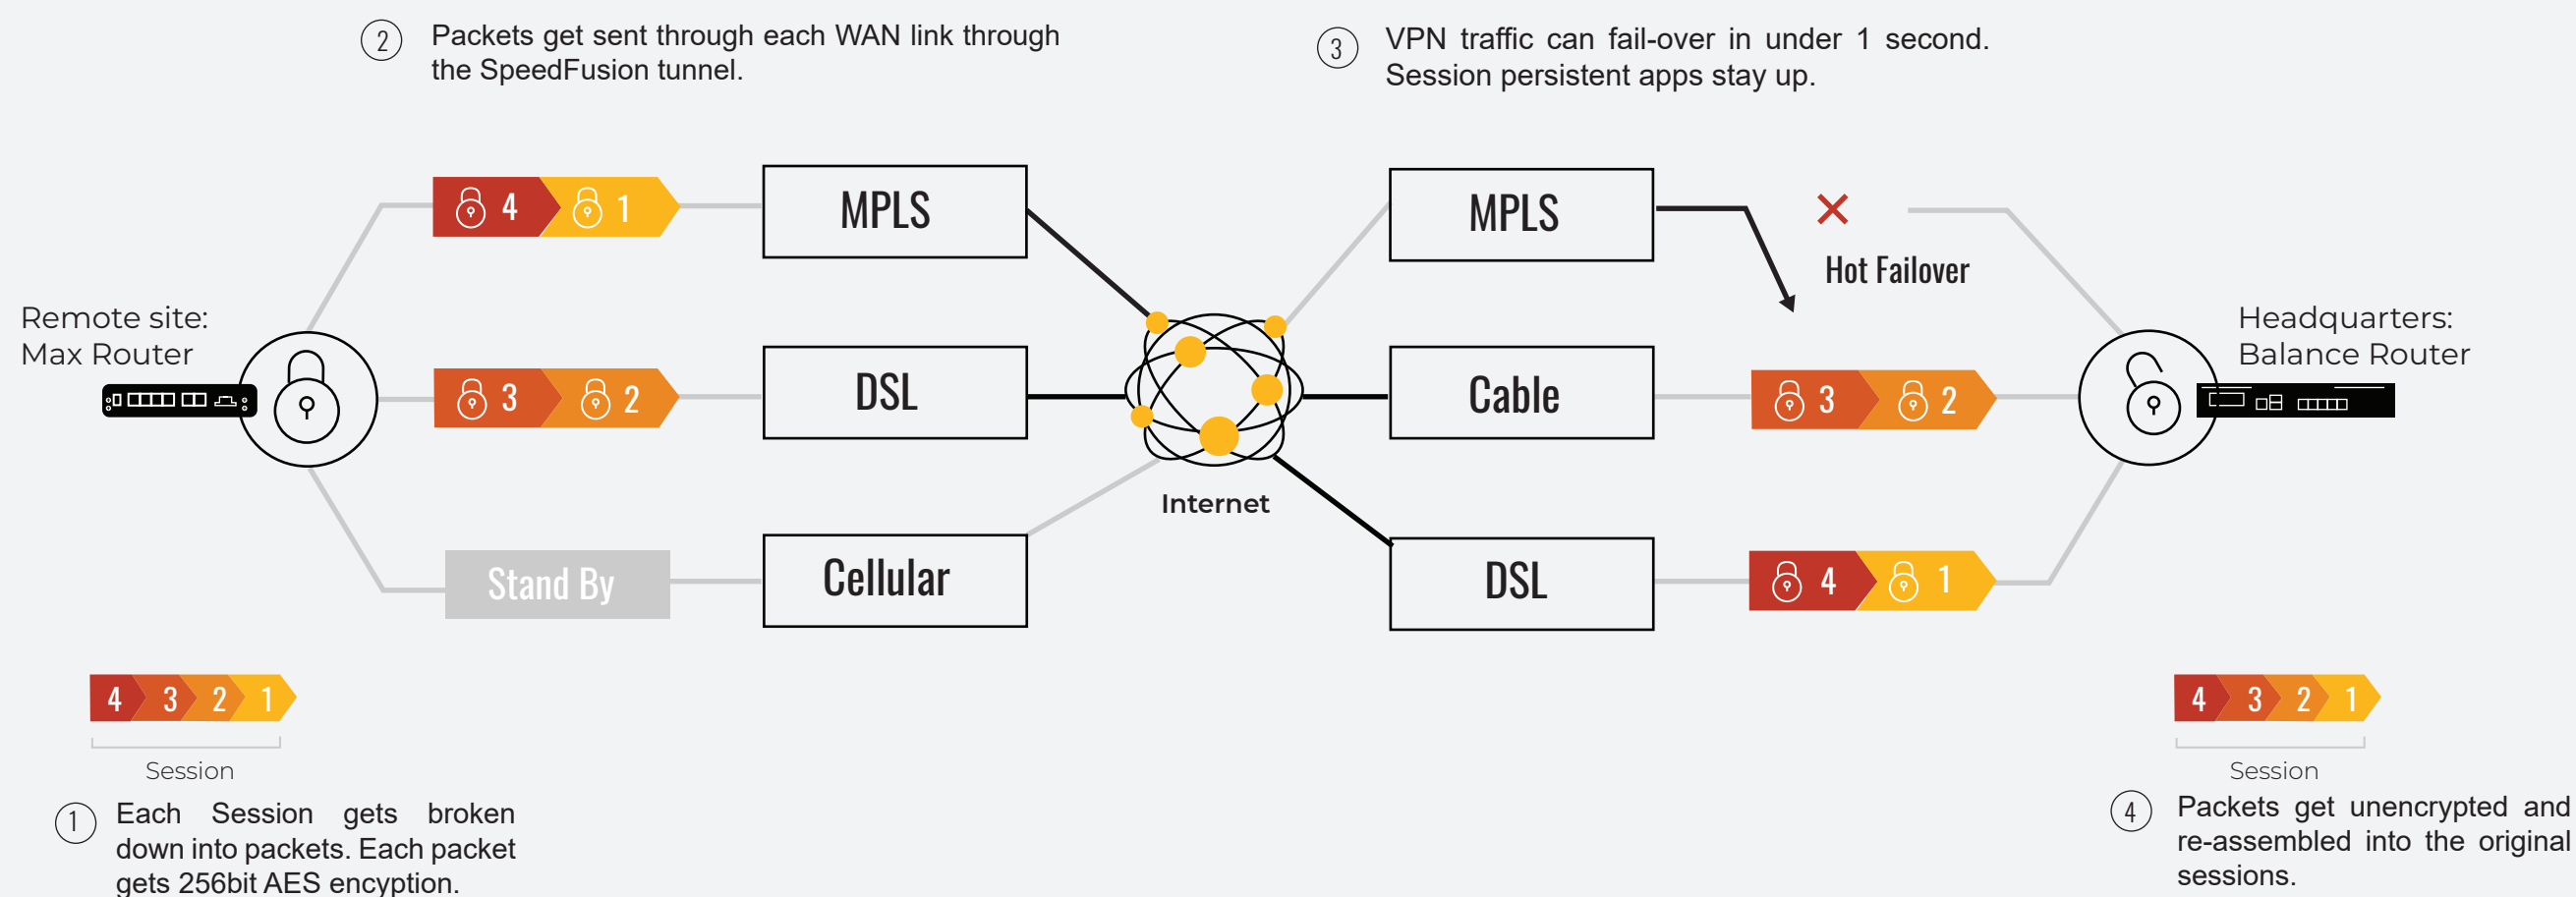 2 Packets get sent through each WAN link through
the SpeedFusion tunnel.
3 VPN traffic can fail-over in under 1 second.
Session persistent apps stay up.
4 1
MPLS
MPLS
Hot Failover
Remote site:
Max Router
3 2
DSL
Cable
3 2
Headquarters:
Balance Router
Internet
Stand By
Cellular
DSL
4 1
4 3 2 1
Session
1 Each Session gets broken
down into packets. Each packet
gets 256bit AES encyption.
4 3 2 1
Session
4 Packets get unencrypted and
re-assembled into the original
sessions.